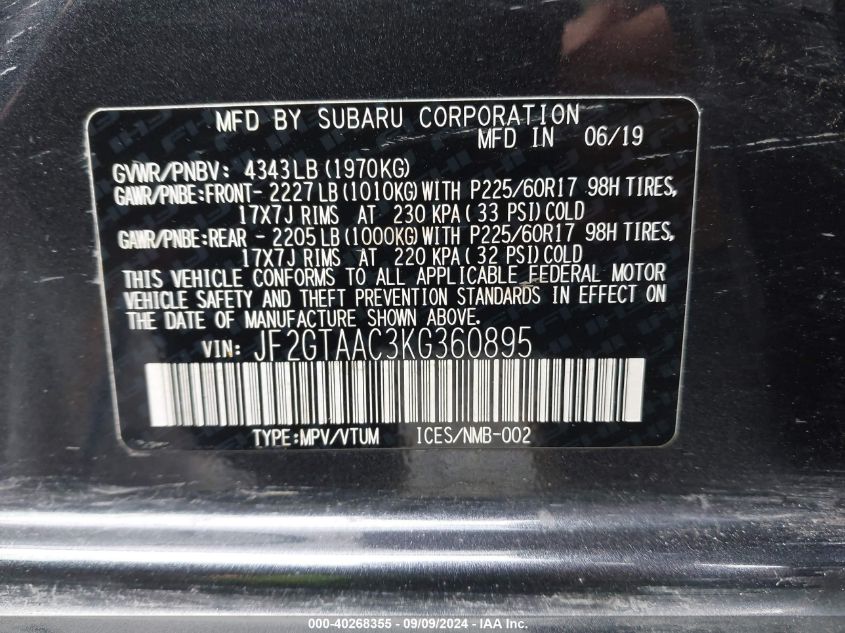 MFD BY SUBARU CORPORATION
MFD IN 06/19
GVWR/PNBV: 4343LB (1970KG)
GAWR/PNBE:FRONT- 2227LB (1010KG) WITH P225/60R17 98H TIRES,
17X7J RIMS AT 230 KPA ( 33 PSI) COLD
GAWR/PNBE:REAR - 2205LB (1000KG) WITH P225/60R17 98H TIRES,
17X7J RIMS AT 220 KPA ( 32 PSI) COLD
THIS VEHICLE CONFORMS TO ALL APPLICABLE FEDERAL MOTOR
VEHICLE SAFETY AND THEFT PREVENTION STANDARDS IN EFFECT ON
THE DATE OF MANUFACTURE SHOWN ABOVE.
VIN: JF2GTAAC3KG360895
TYPE:MPV/VTUM ICES/NMB-002
000-40268355 - 09/09/2024 - IAA, Inc.